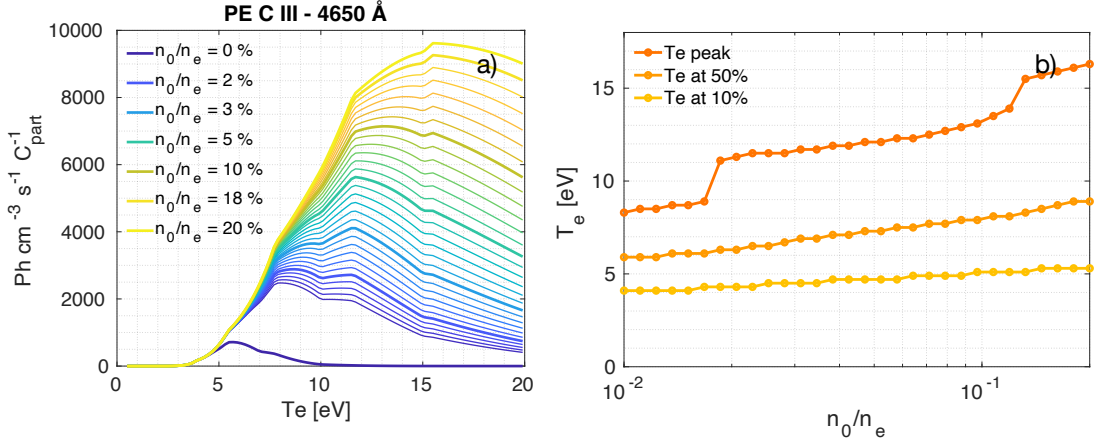 PE C III - 4650 Å
a)
n₀/nₑ = 0 %
n₀/nₑ = 2 %
n₀/nₑ = 3 %
n₀/nₑ = 5 %
n₀/nₑ = 10 %
n₀/nₑ = 18 %
n₀/nₑ = 20 %
Ph cm⁻³ s⁻¹ C⁻¹part
10000
8000
6000
4000
2000
0
0 5 10 15 20
Te [eV]
b)
Te peak
Te at 50%
Te at 10%
Tₑ [eV]
15
10
5
0
10⁻² 10⁻¹
n₀/nₑ